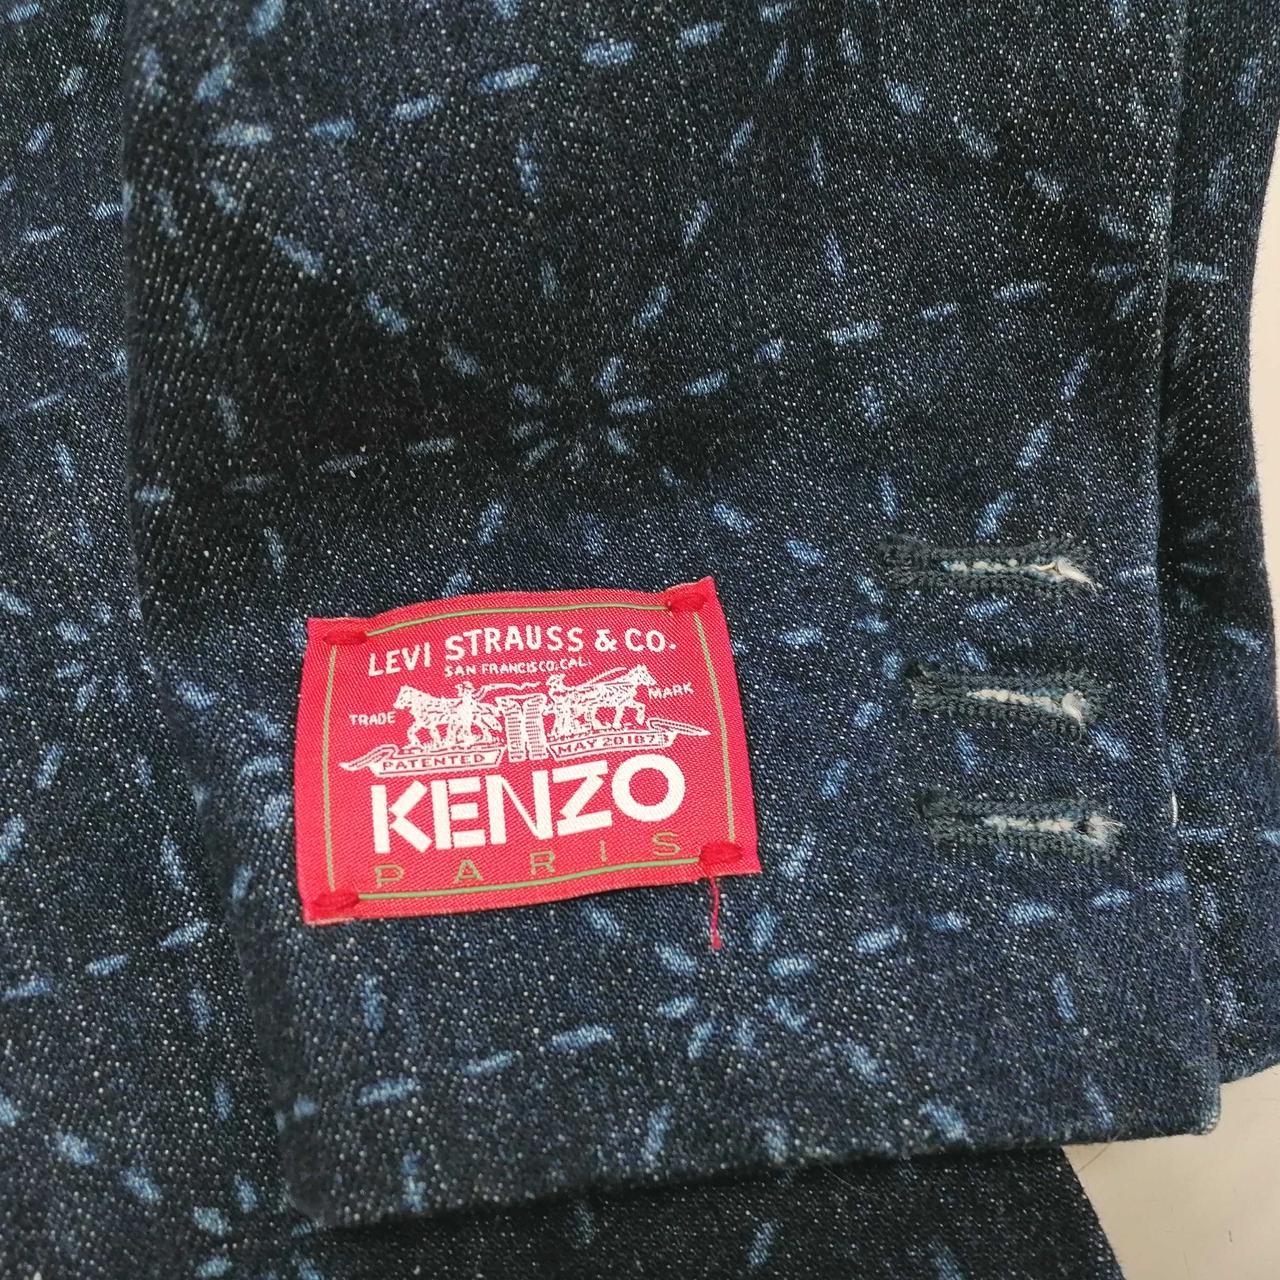 LEVI STRAUSS & CO.
SAN FRANCISCO, CAL.
TRADE MARK
PATENTED MAY 20 1873
KENZO
PARIS